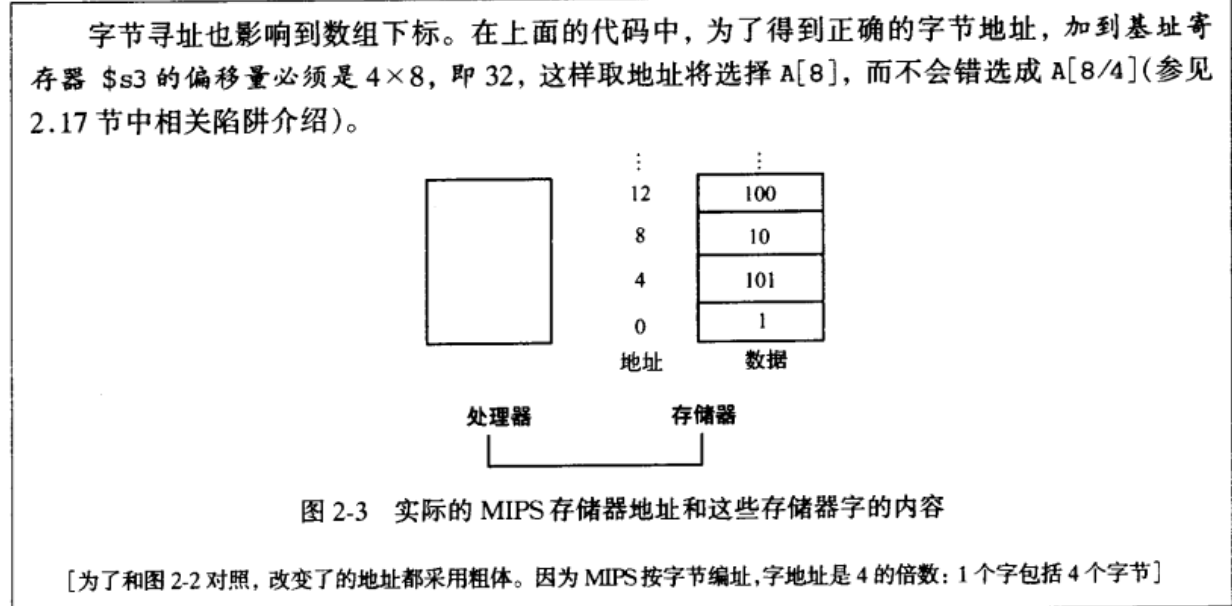 字节寻址也影响到数组下标。在上面的代码中，为了得到正确的字节地址，加到基址寄
存器 $s3 的偏移量必须是 4×8，即 32，这样取地址将选择 A[8]，而不会错选成 A[8/4](参见
2.17 节中相关陷阱介绍)。
⋮ ⋮
12 100
8 10
4 101
0 1
地址 数据
处理器 存储器
图 2-3 实际的 MIPS 存储器地址和这些存储器字的内容
[为了和图 2-2 对照，改变了的地址都采用粗体。因为 MIPS 按字节编址,字地址是 4 的倍数：1 个字包括 4 个字节]